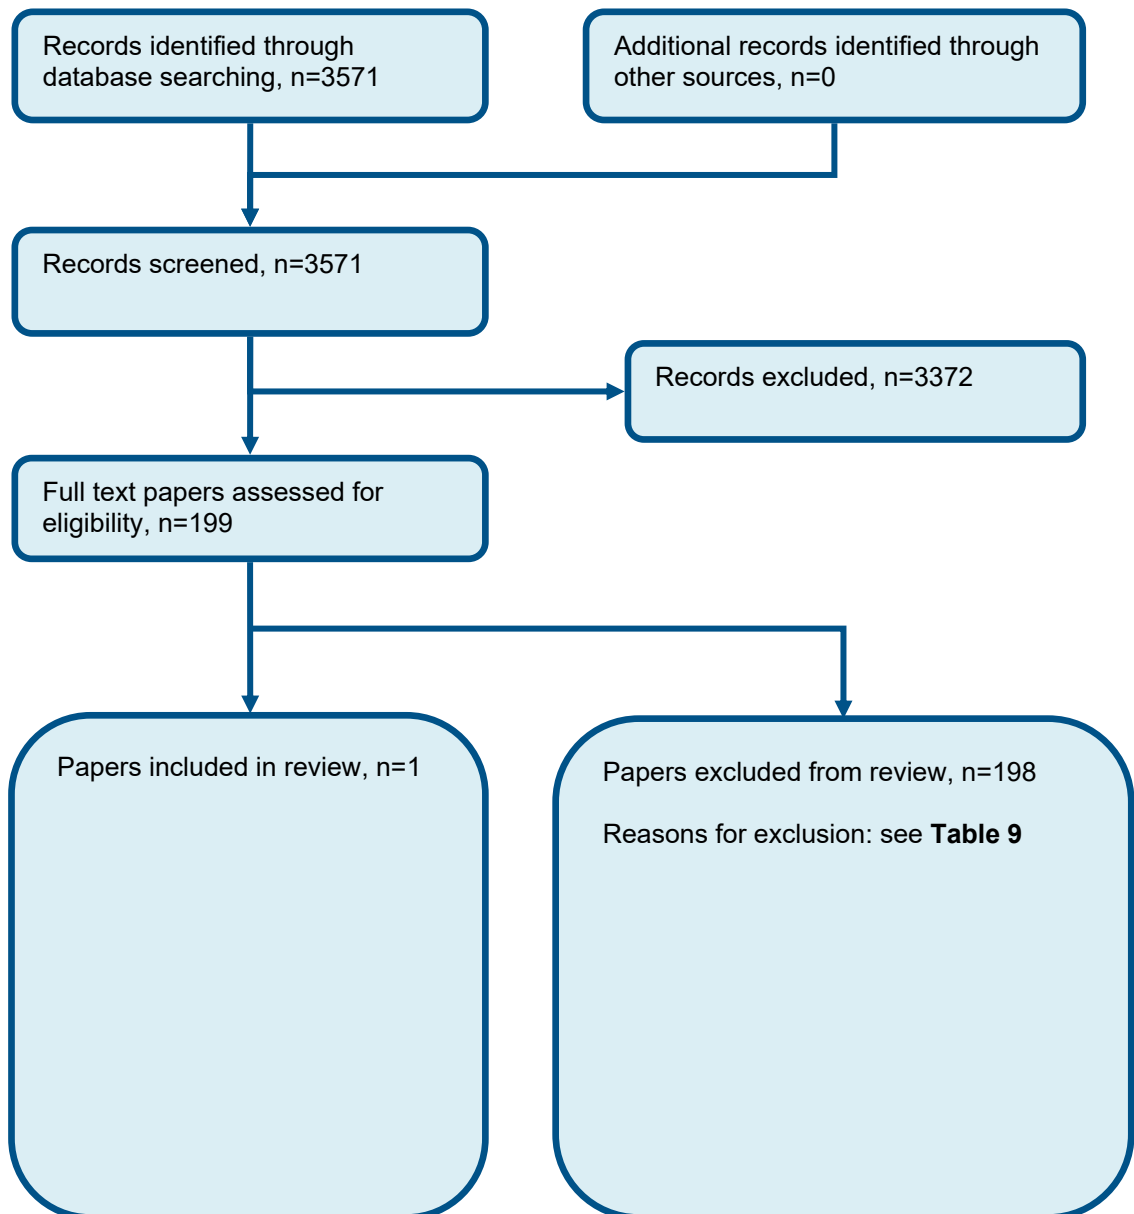 Records identified through
database searching, n=3571
Additional records identified through
other sources, n=0
Records screened, n=3571
Records excluded, n=3372
Full text papers assessed for
eligibility, n=199
Papers included in review, n=1
Papers excluded from review, n=198
Reasons for exclusion: see Table 9